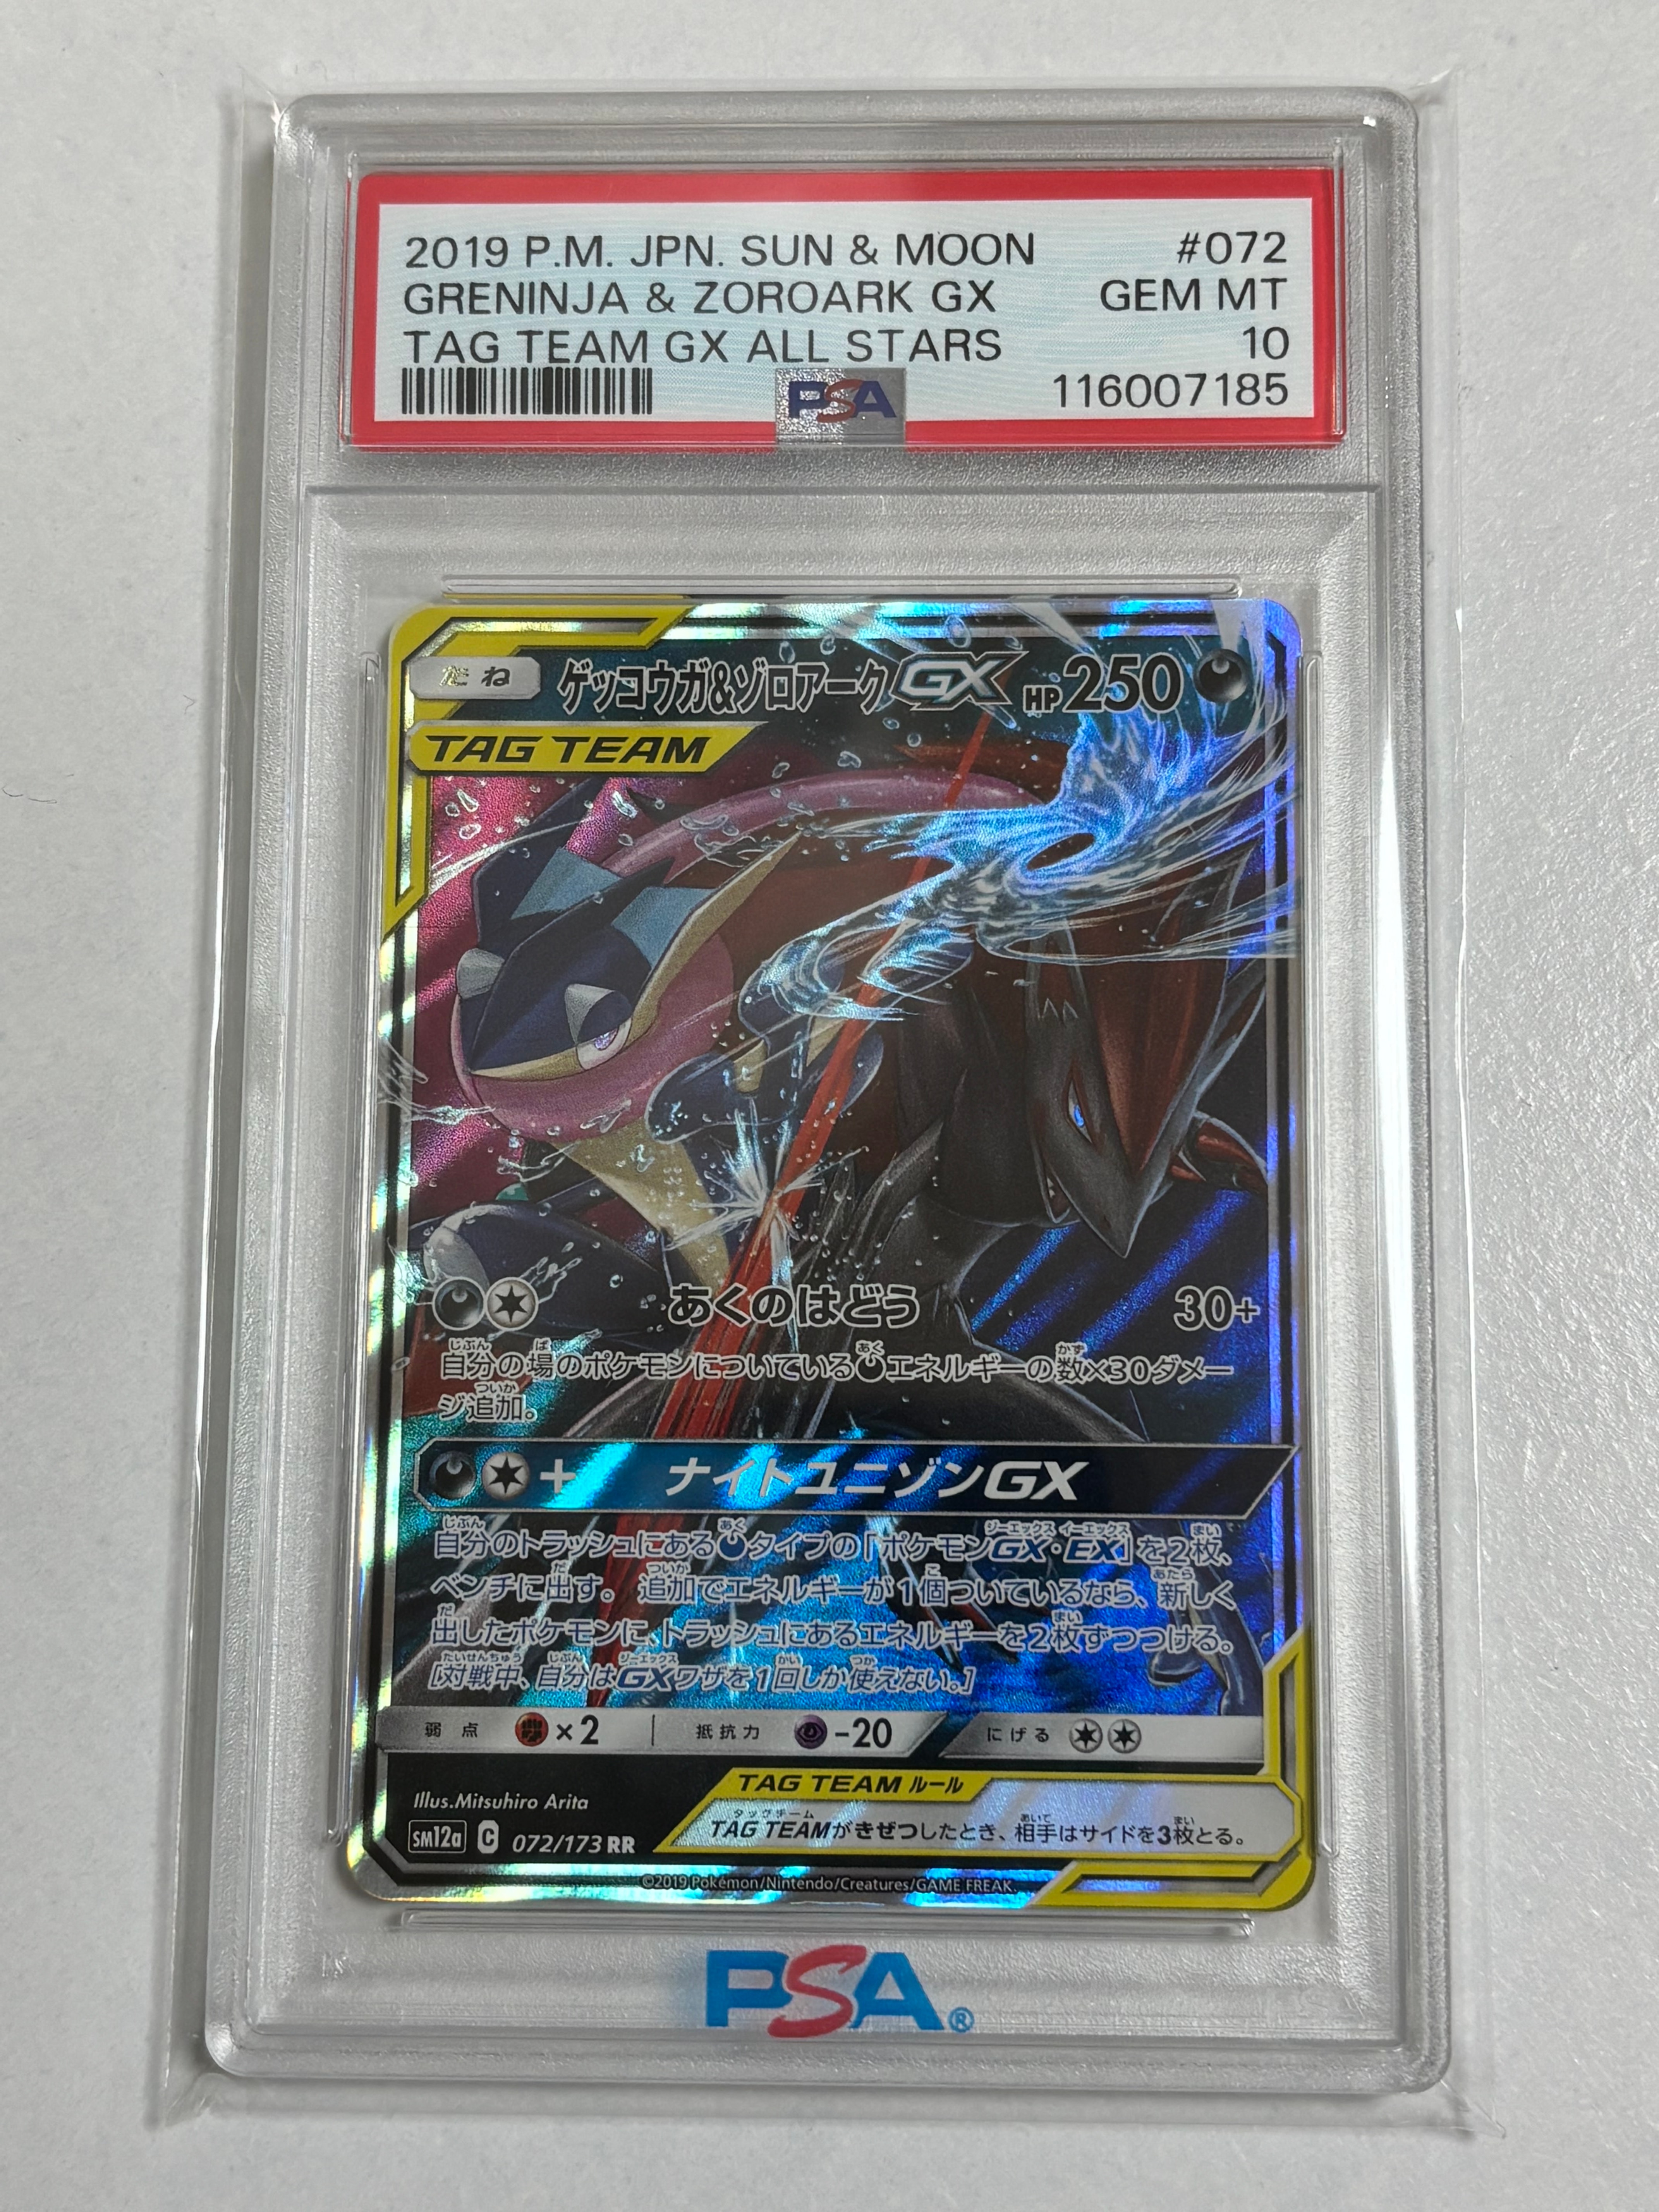 2019 P.M. JPN. SUN & MOON #072
GRENINJA & ZOROARK GX GEM MT
TAG TEAM GX ALL STARS 10
PSA 116007185
たね ゲッコウガ&ゾロアークGX HP250
TAG TEAM
あくのはどう 30+
自分の場のポケモンについているエネルギーの数×30ダメー
ジ追加。
+ ナイトユニゾンGX
自分のトラッシュにあるタイプの「ポケモンGX・EX」を2枚、
ベンチに出す。追加でエネルギーが1個ついているなら、新しく
出したポケモンに、トラッシュにあるエネルギーを2枚ずつつける。
[対戦中、自分はGXワザを1回しか使えない。]
弱点 ×2 抵抗力 -20 にげる
Illus.Mitsuhiro Arita
TAG TEAM ルール
TAG TEAMがきぜつしたとき、相手はサイドを3枚とる。
SM12a C 072/173 RR
©2019 Pokémon/Nintendo/Creatures/GAME FREAK.
PSA®